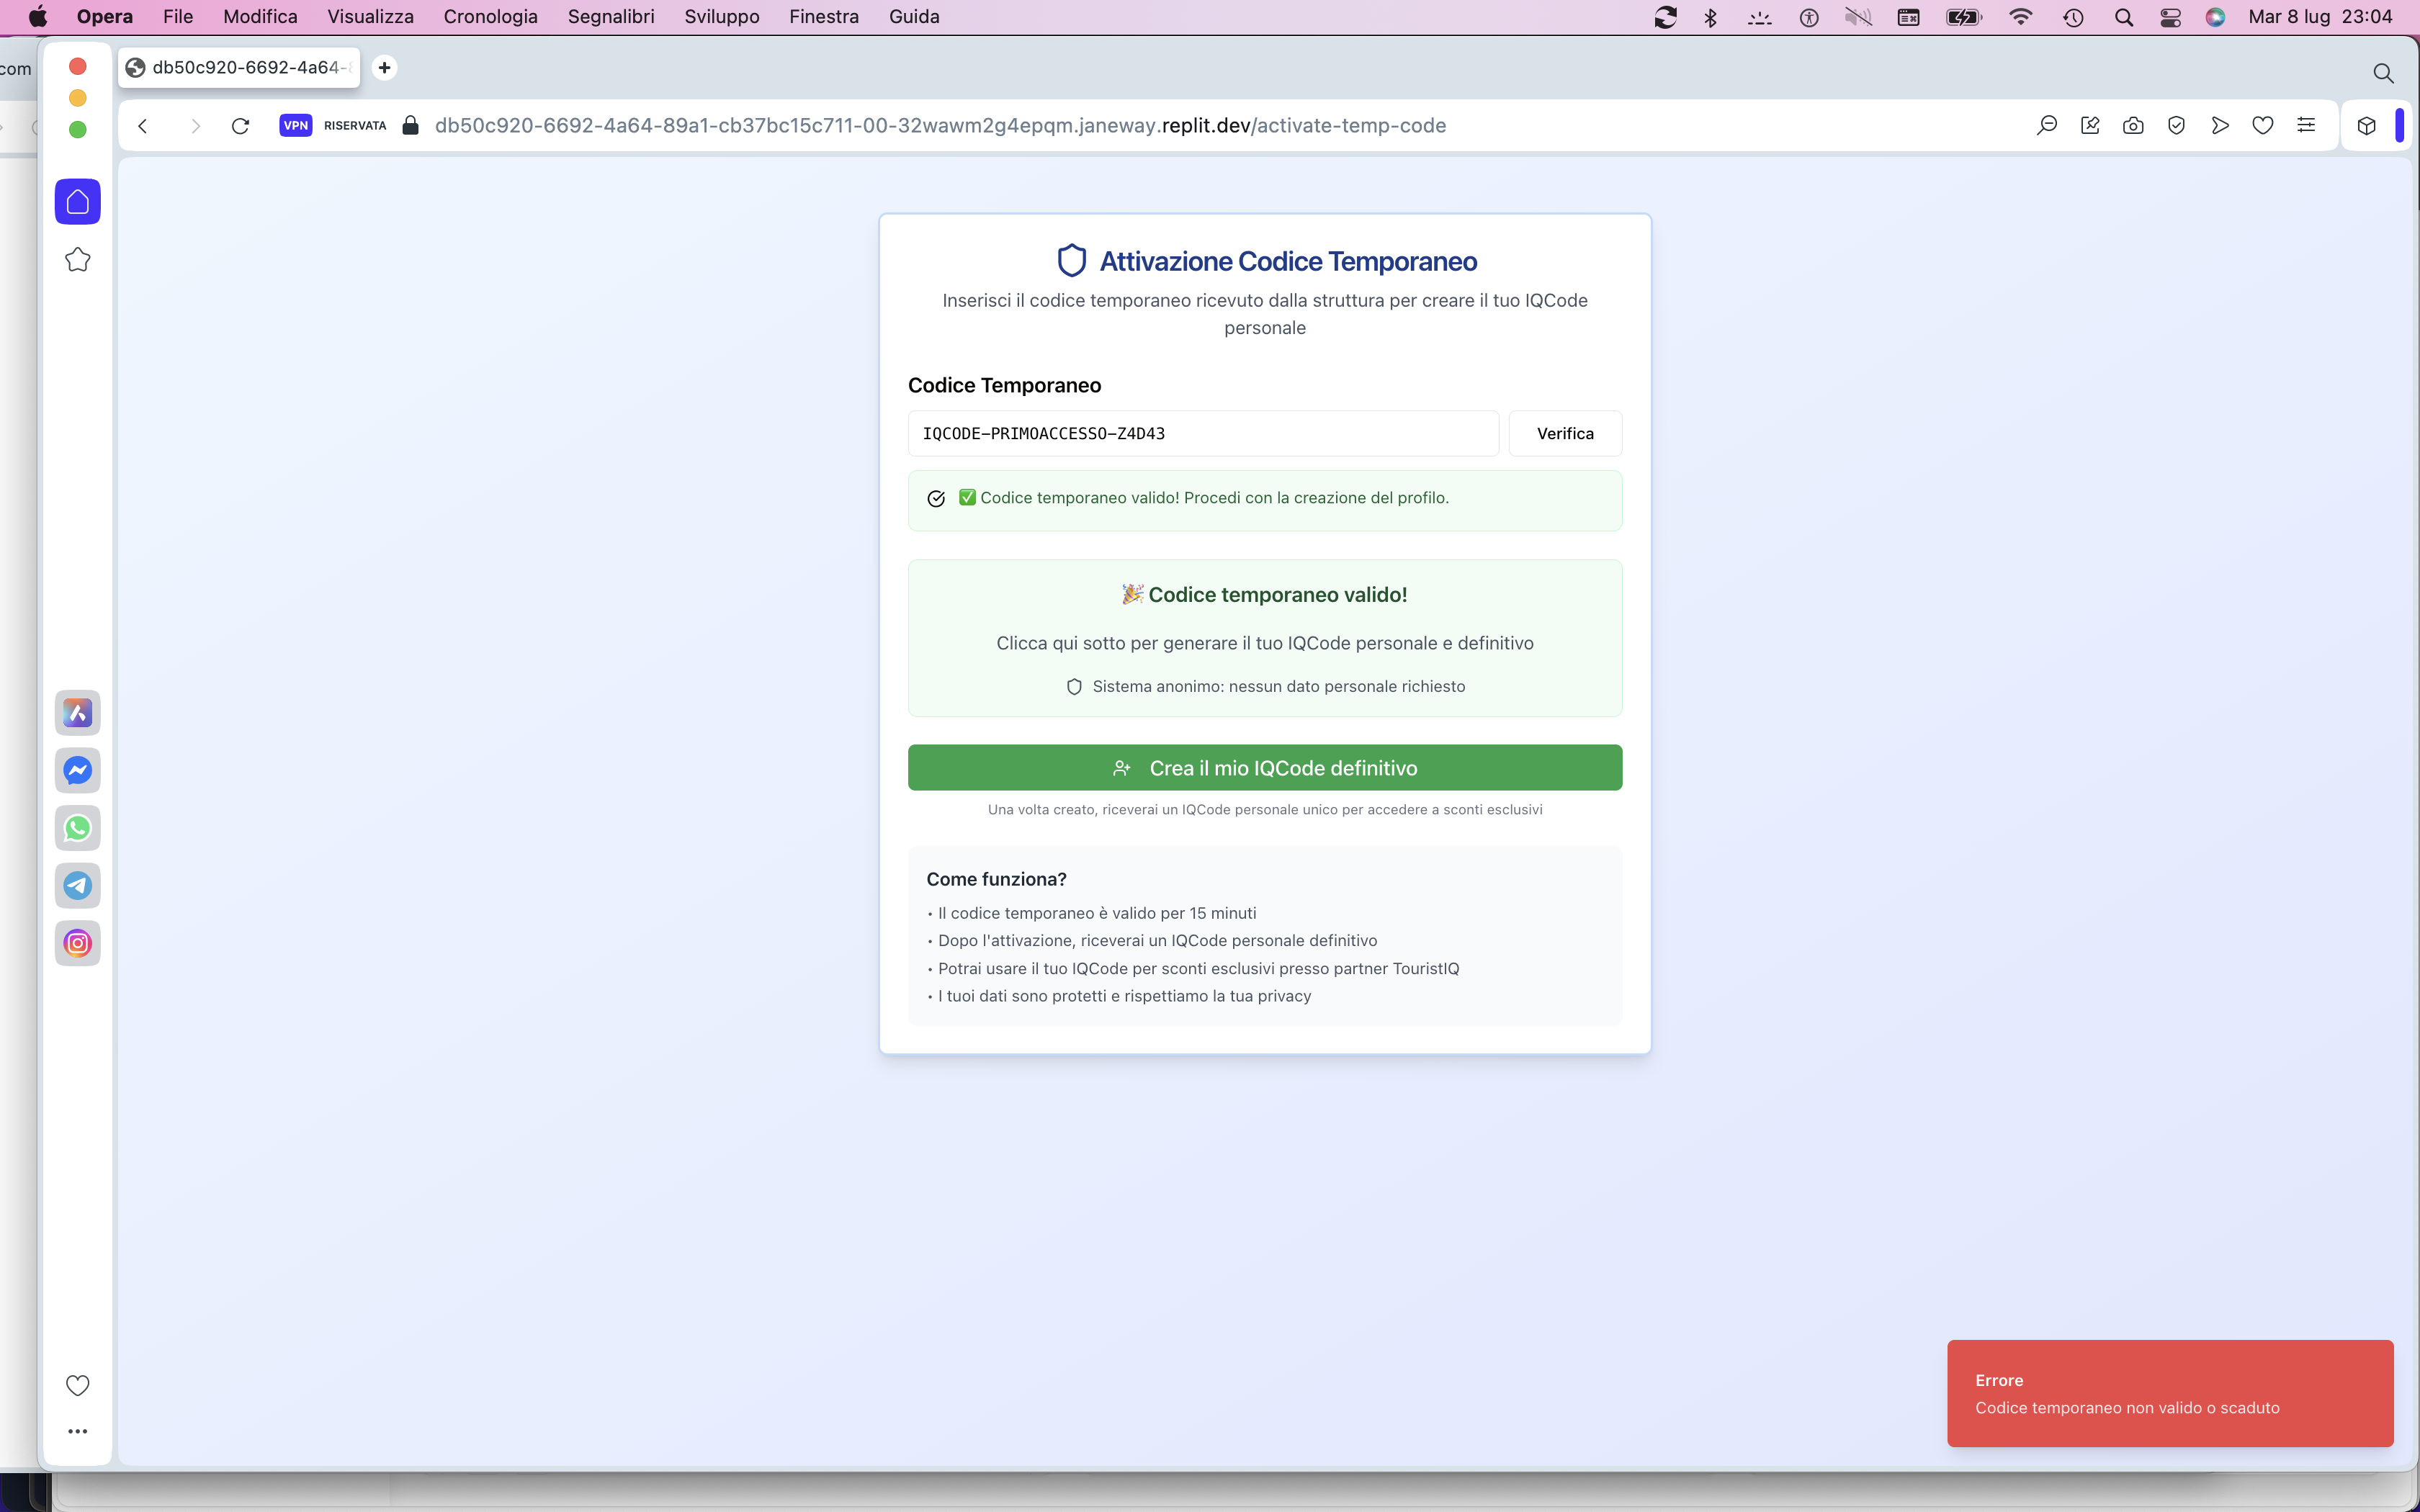 Opera File Modifica Visualizza Cronologia Segnalibri Sviluppo Finestra Guida Mar 8 lug 23:04
com
db50c920-6692-4a64-
VPN RISERVATA db50c920-6692-4a64-89a1-cb37bc15c711-00-32wawm2g4epqm.janeway.replit.dev/activate-temp-code
Attivazione Codice Temporaneo
Inserisci il codice temporaneo ricevuto dalla struttura per creare il tuo IQCode
personale
Codice Temporaneo
IQCODE-PRIMOACCESSO-Z4D43
Verifica
✅ Codice temporaneo valido! Procedi con la creazione del profilo.
🎉 Codice temporaneo valido!
Clicca qui sotto per generare il tuo IQCode personale e definitivo
Sistema anonimo: nessun dato personale richiesto
Crea il mio IQCode definitivo
Una volta creato, riceverai un IQCode personale unico per accedere a sconti esclusivi
Come funziona?
• Il codice temporaneo è valido per 15 minuti
• Dopo l'attivazione, riceverai un IQCode personale definitivo
• Potrai usare il tuo IQCode per sconti esclusivi presso partner TouristIQ
• I tuoi dati sono protetti e rispettiamo la tua privacy
Errore
Codice temporaneo non valido o scaduto